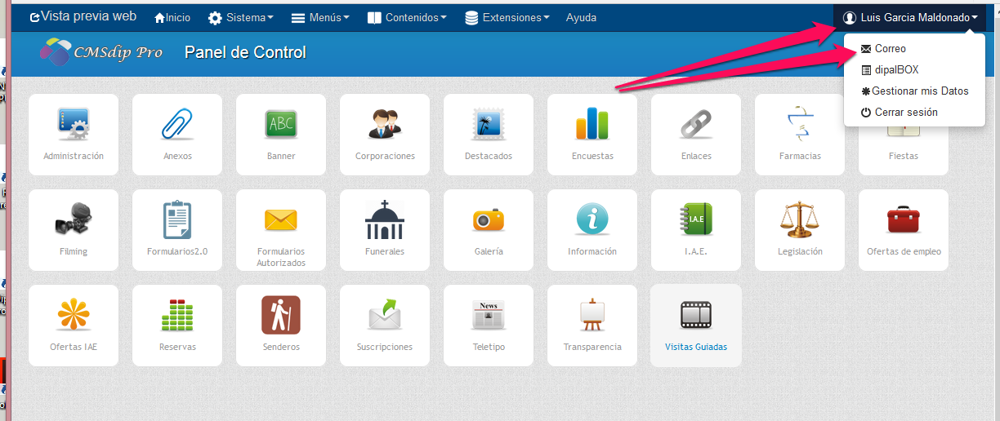 Vista previa web Inicio Sistema Menús Contenidos Extensiones Ayuda Luis Garcia Maldonado
CMSdip Pro Panel de Control
Correo
dipalBOX
Gestionar mis Datos
Cerrar sesión
ABC
Administración Anexos Banner Corporaciones Destacados Encuestas Enlaces Farmacias Fiestas
I.A.E
Filming Formularios2.0 Formularios Funerales Galería Información I.A.E. Legislación Ofertas de empleo
Autorizados
News
Ofertas IAE Reservas Senderos Suscripciones Teletipo Transparencia Visitas Guiadas